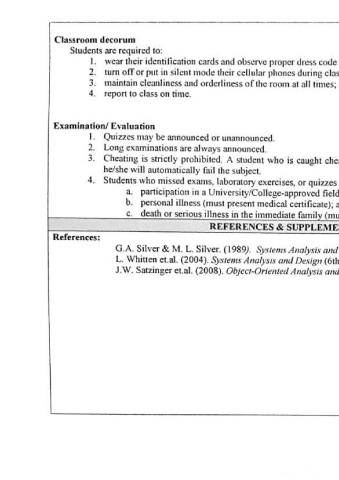 Classroom decorum
Students are required to:
1. wear their identification cards and observe proper dress code
2. turn off or put in silent mode their cellular phones during clas
3. maintain cleanliness and orderliness of the room at all times;
4. report to class on time.
Examination/ Evaluation
1. Quizzes may be announced or unannounced.
2. Long examinations are always announced.
3. Cheating is strictly prohibited. A student who is caught che
he/she will automatically fail the subject.
4. Students who missed exams, laboratory exercises, or quizzes
a. participation in a University/College-approved field
b. personal illness (must present medical certificate); a
c. death or serious illness in the immediate family (mu
REFERENCES & SUPPLEME
References:
G.A. Silver & M. L. Silver. (1989). Systems Analysis and
L. Whitten et.al. (2004). Systems Analysis and Design (6th
J.W. Satzinger et.al. (2008). Object-Oriented Analysis and